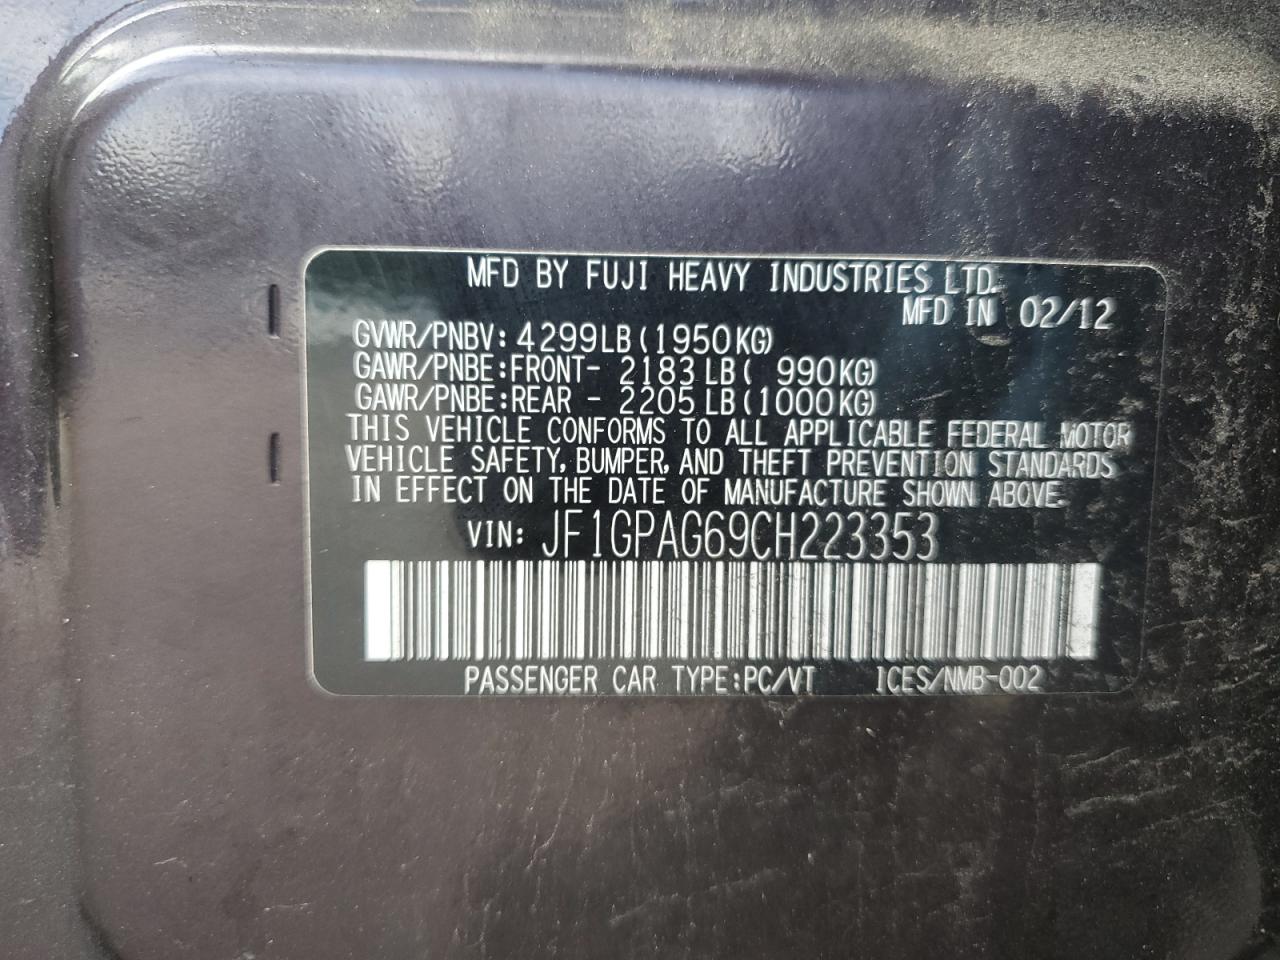 MFD BY FUJI HEAVY INDUSTRIES LTD.
MFD IN 02/12
GVWR/PNBV: 4299LB (1950KG)
GAWR/PNBE:FRONT- 2183 LB ( 990KG)
GAWR/PNBE:REAR - 2205 LB (1000KG)
THIS VEHICLE CONFORMS TO ALL APPLICABLE FEDERAL MOTOR
VEHICLE SAFETY, BUMPER, AND THEFT PREVENTION STANDARDS
IN EFFECT ON THE DATE OF MANUFACTURE SHOWN ABOVE.
VIN: JF1GPAG69CH223353
PASSENGER CAR TYPE:PC/VT ICES/NMB-002